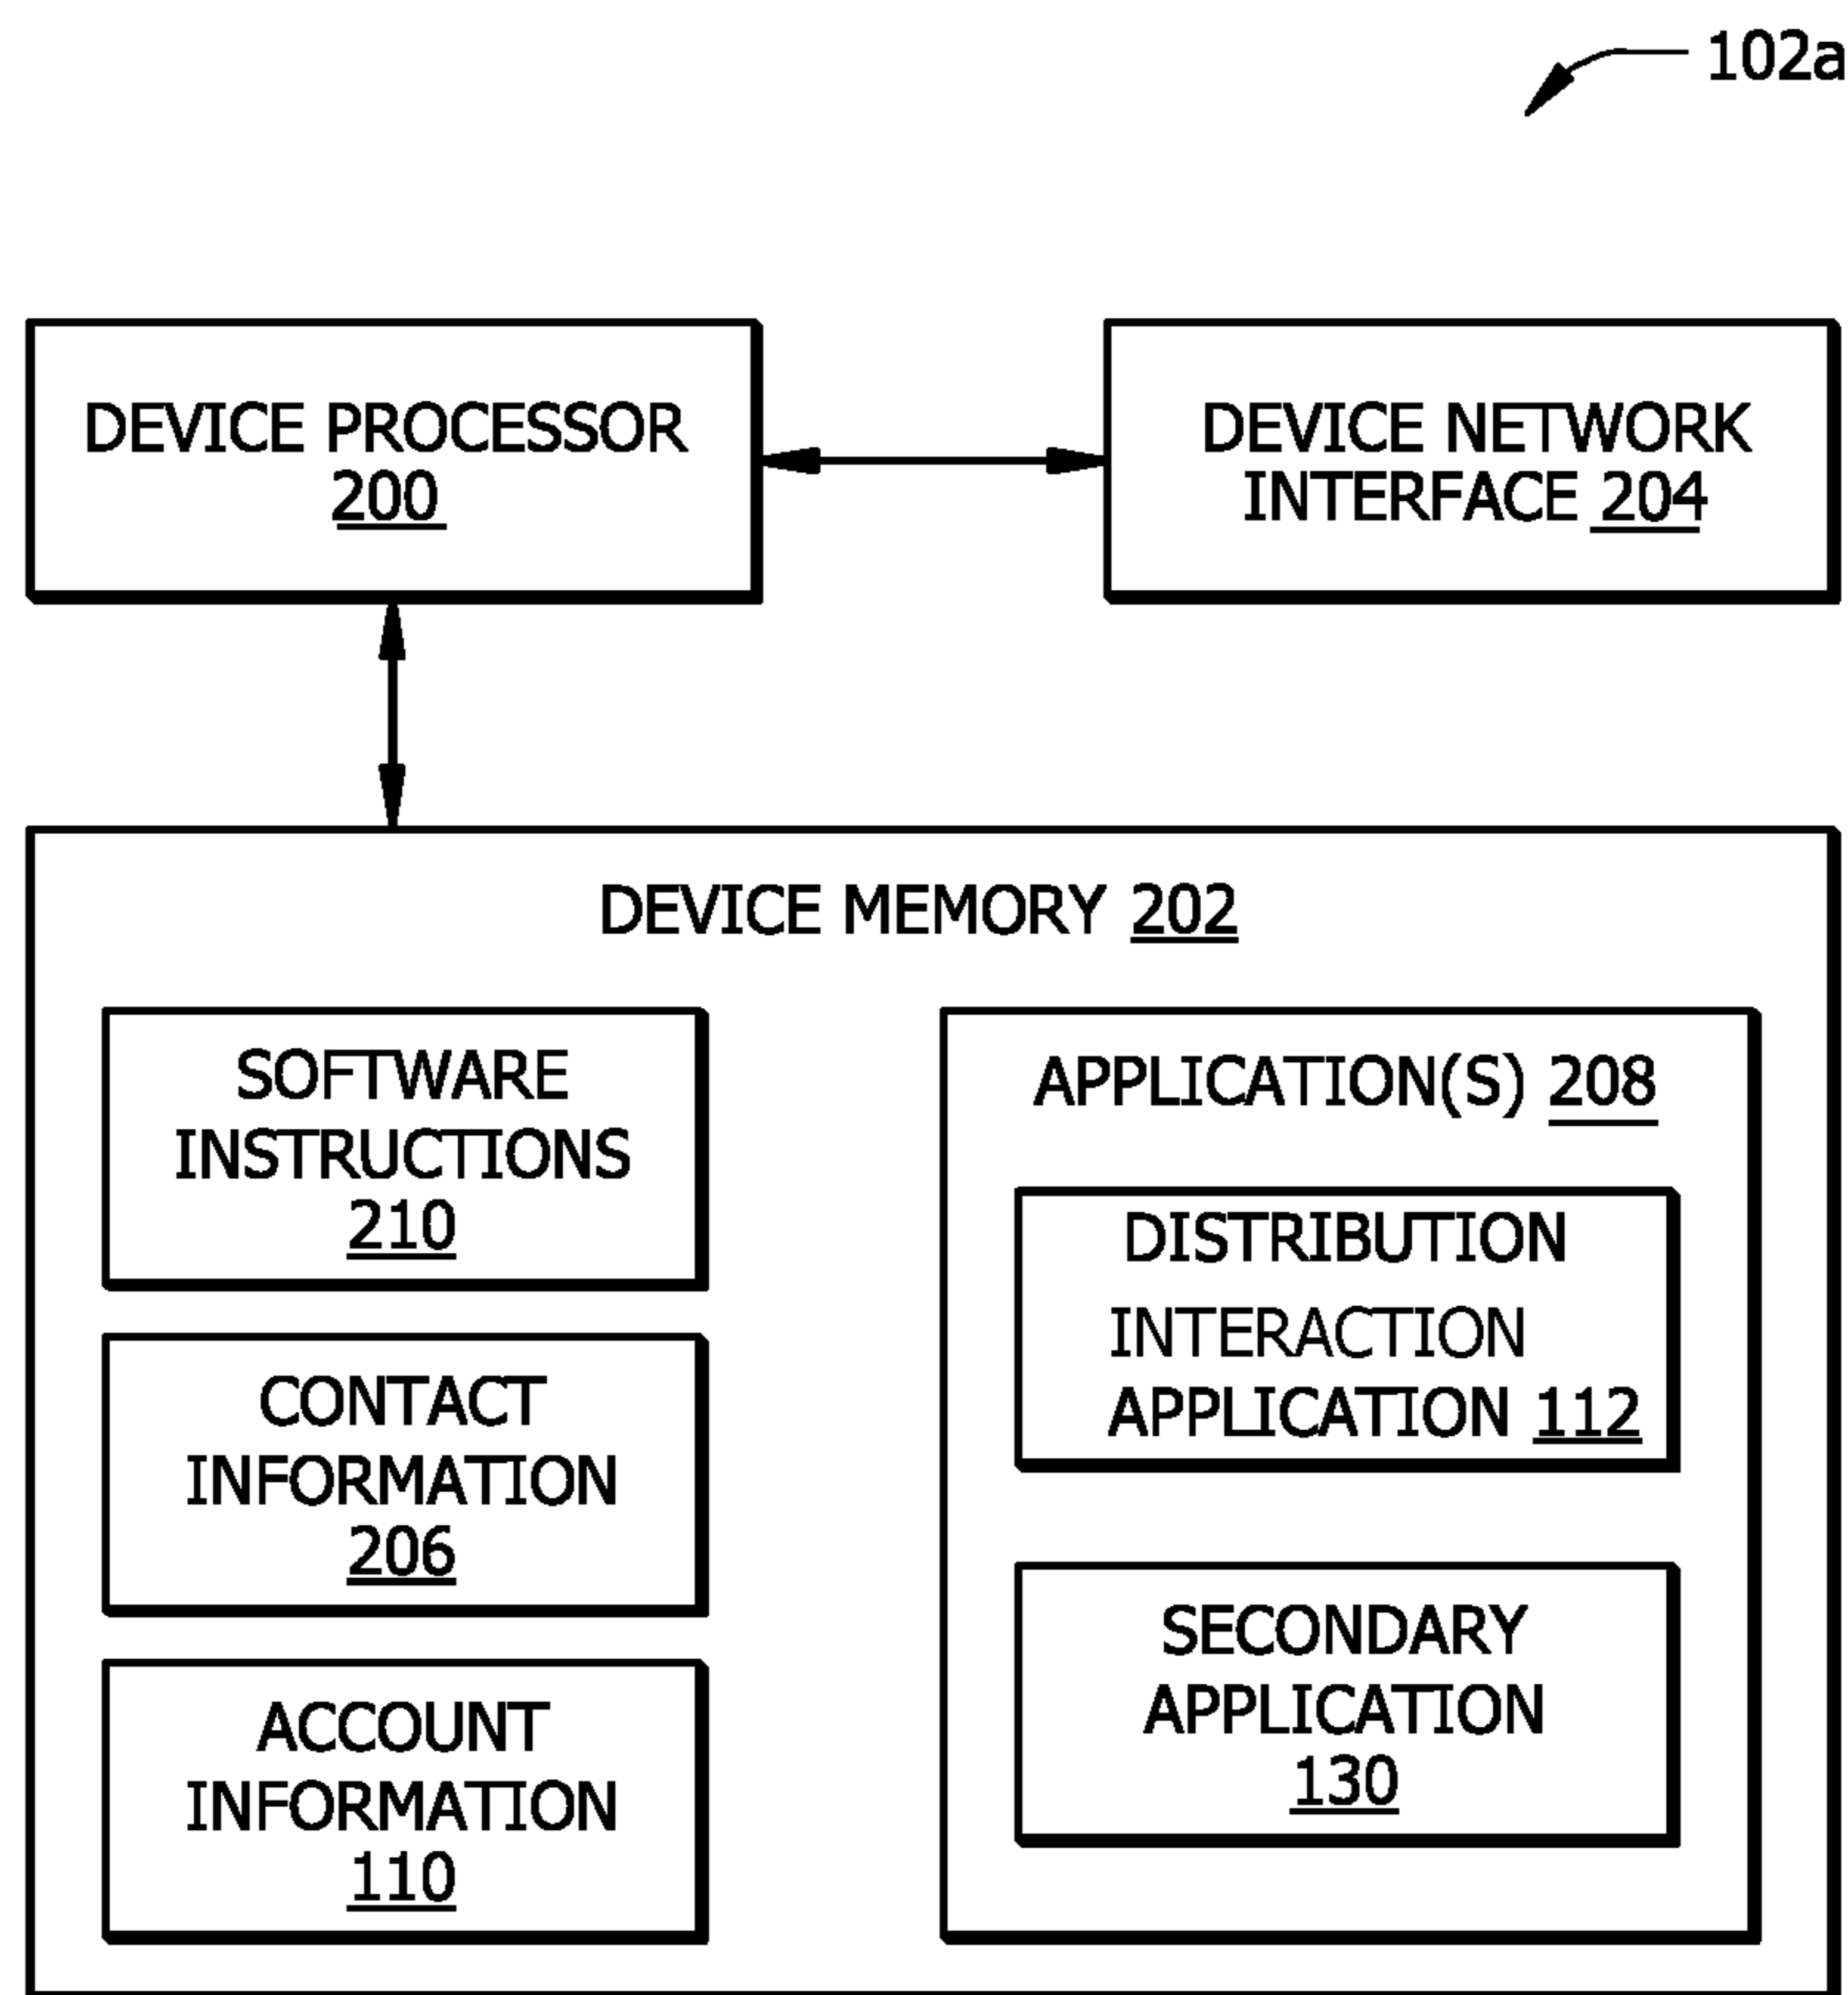 102a
DEVICE PROCESSOR
200
DEVICE NETWORK
INTERFACE 204
DEVICE MEMORY 202
SOFTWARE
INSTRUCTIONS
210
CONTACT
INFORMATION
206
ACCOUNT
INFORMATION
110
APPLICATION(S) 208
DISTRIBUTION
INTERACTION
APPLICATION 112
SECONDARY
APPLICATION
130